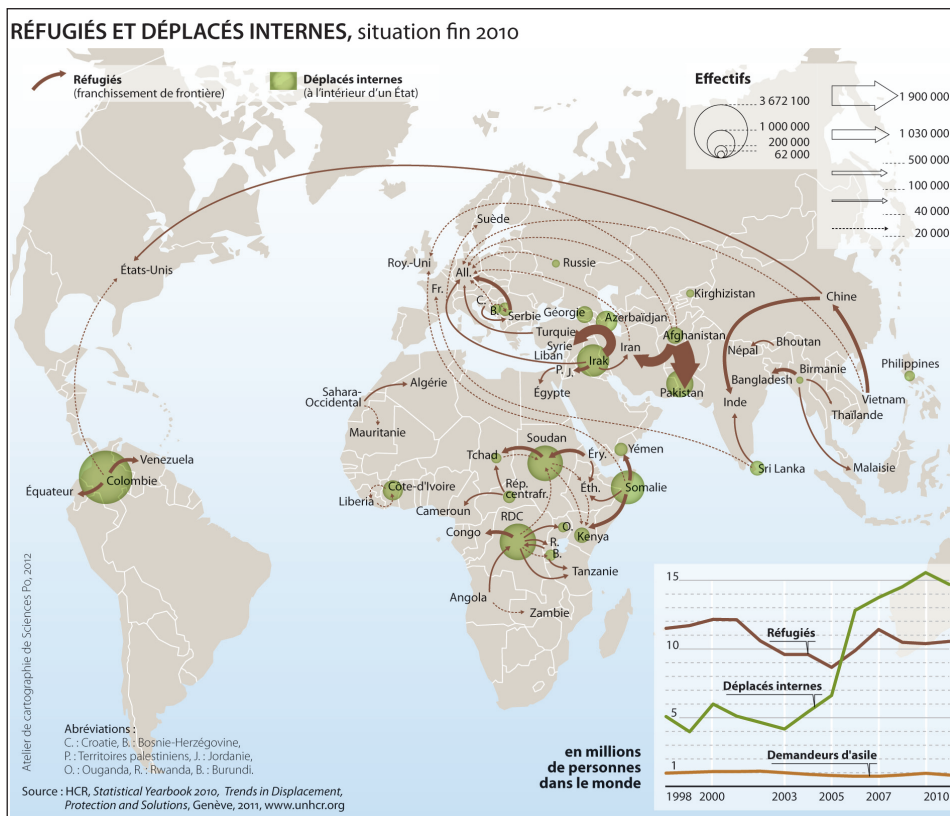 RÉFUGIÉS ET DÉPLACÉS INTERNES, situation fin 2010
Réfugiés
(franchissement de frontière)
Déplacés internes
(à l'intérieur d'un État)
Effectifs
3 672 100
1 000 000
200 000
62 000
1 900 000
1 030 000
500 000
100 000
40 000
20 000
Suède
Roy.-Uni
All.
Russie
États-Unis
Fr.
Kirghizistan
Chine
C.
B.
Serbie
Géorgie
Azerbaïdjan
Turquie
Afghanistan
Syrie
Iran
Liban
Irak
Népal
Bhoutan
P.
J.
Birmanie
Philippines
Algérie
Égypte
Pakistan
Bangladesh
Sahara-
Occidental
Inde
Vietnam
Thaïlande
Mauritanie
Soudan
Venezuela
Tchad
Éry.
Yémen
Colombie
Sri Lanka
Malaisie
Équateur
Côte-d'Ivoire
Rép.
centrafr.
Éth.
Somalie
Liberia
Cameroun
RDC
Congo
O.
Kenya
R.
B.
Tanzanie
Angola
Zambie
15
Réfugiés
10
Déplacés internes
5
Demandeurs d'asile
1
1998
2000
2003
2005
2007
2010
en millions
de personnes
dans le monde
Atelier de cartographie de Sciences Po, 2012
Abréviations :
C. : Croatie, B. : Bosnie-Herzégovine,
P. : Territoires palestiniens, J. : Jordanie,
O. : Ouganda, R. : Rwanda, B. : Burundi.
Source : HCR, Statistical Yearbook 2010, Trends in Displacement,
Protection and Solutions, Genève, 2011, www.unhcr.org